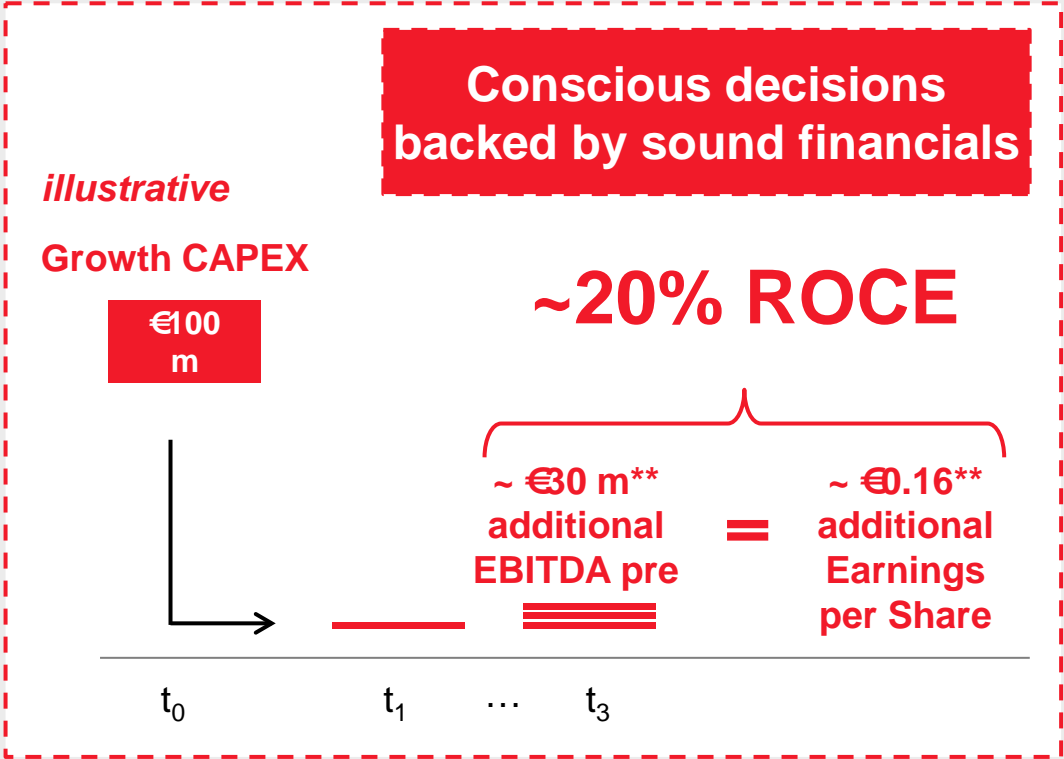 Conscious decisions
backed by sound financials
illustrative
Growth CAPEX
€100
m
~20% ROCE
~ €30 m**
additional
EBITDA pre
=
~ €0.16**
additional
Earnings
per Share
t0
t1
…
t3